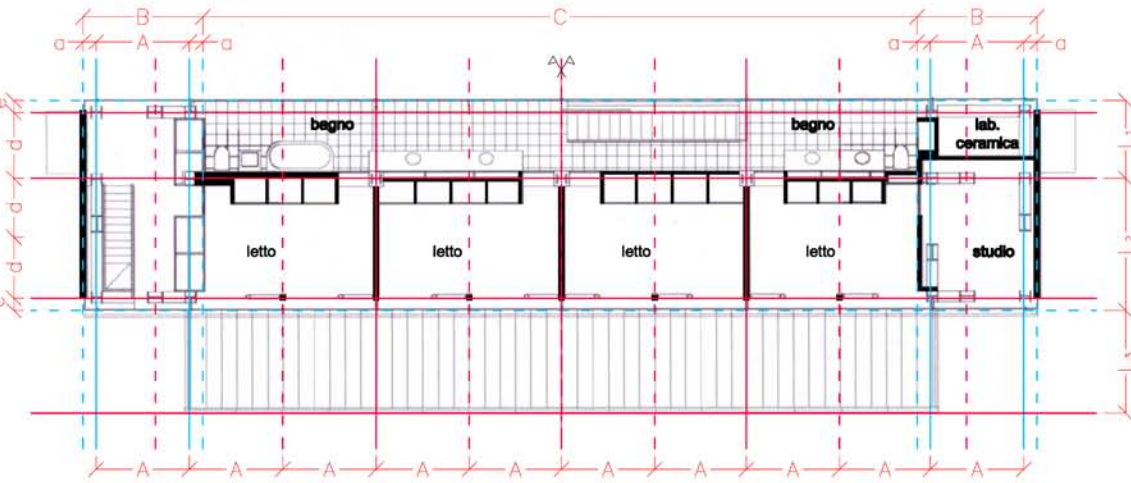 B C B
a A a a A a
A A
bagno bagno lab.
ceramica
d
d
letto letto letto letto studio
d
A A A A A A A A A A